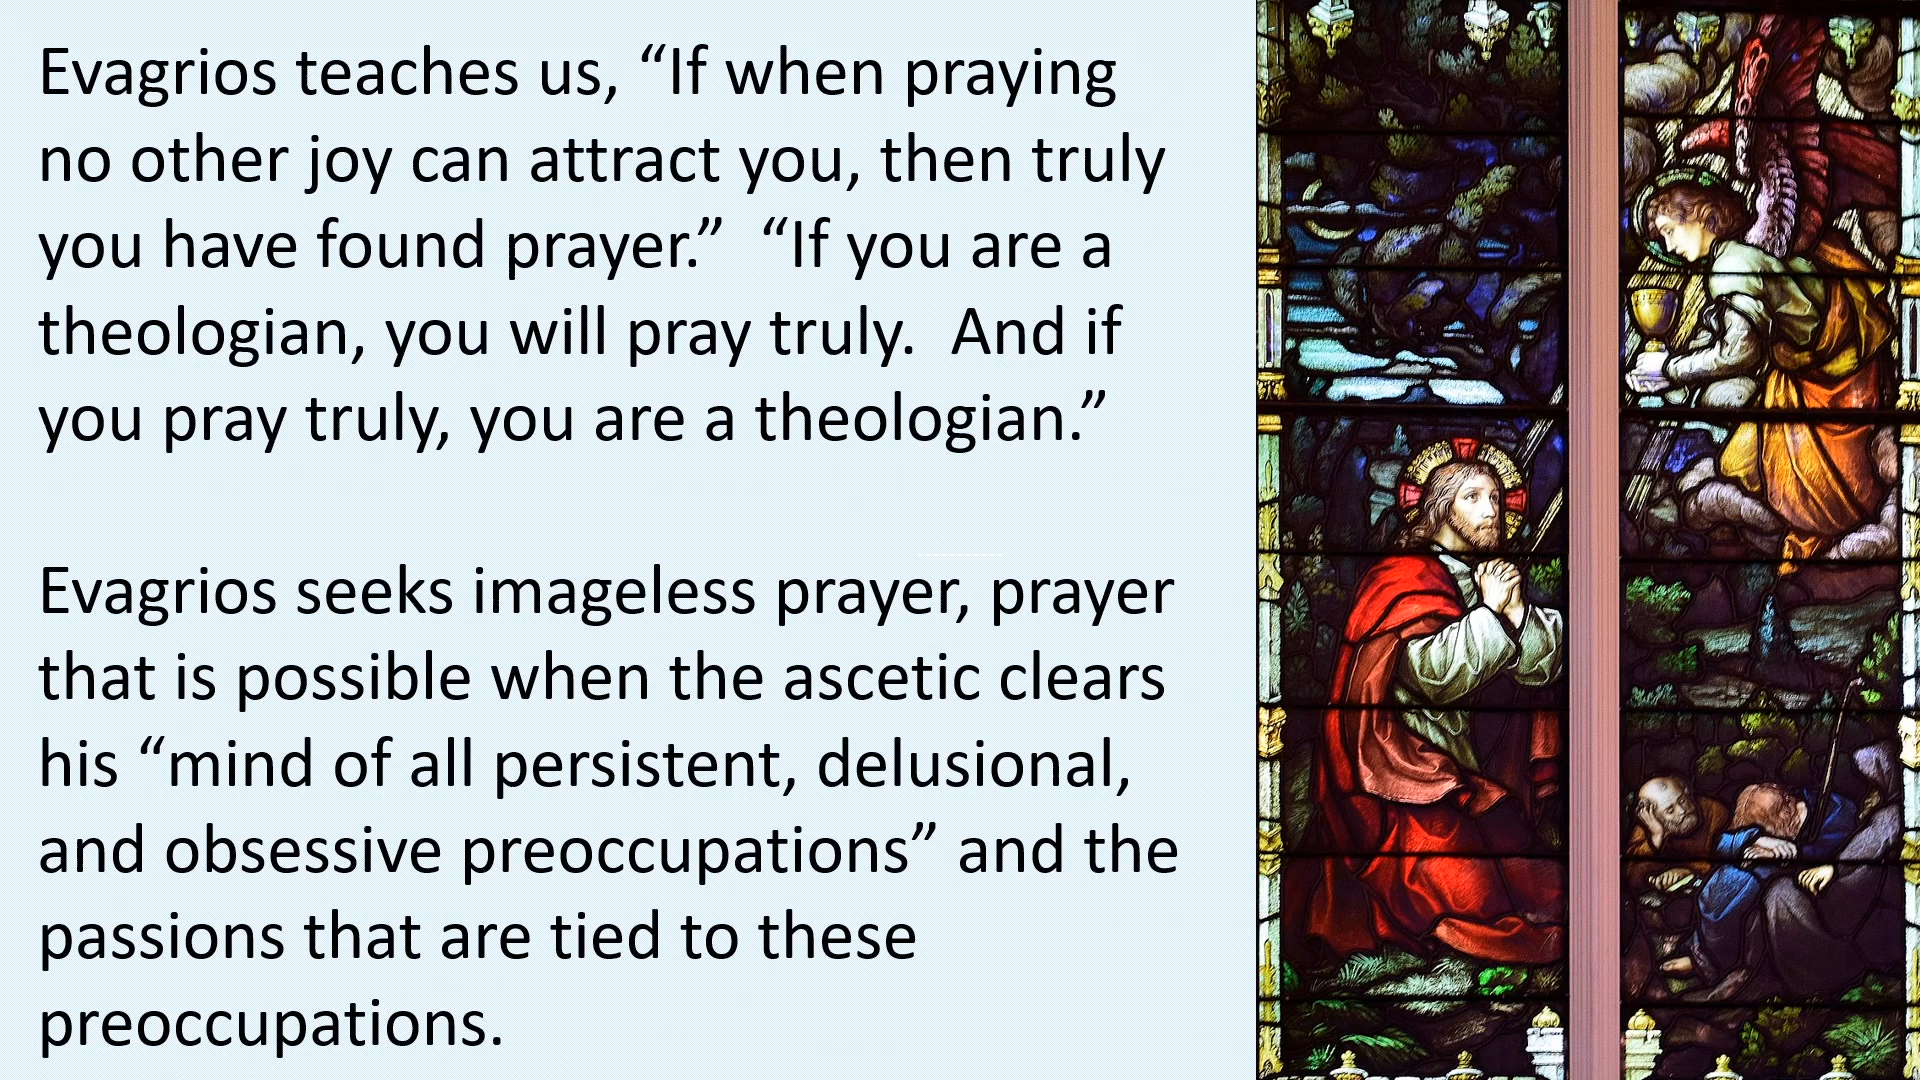 Evagrios teaches us, “If when praying
no other joy can attract you, then truly
you have found prayer.”  “If you are a
theologian, you will pray truly.  And if
you pray truly, you are a theologian.”
Evagrios seeks imageless prayer, prayer
that is possible when the ascetic clears
his “mind of all persistent, delusional,
and obsessive preoccupations” and the
passions that are tied to these
preoccupations.